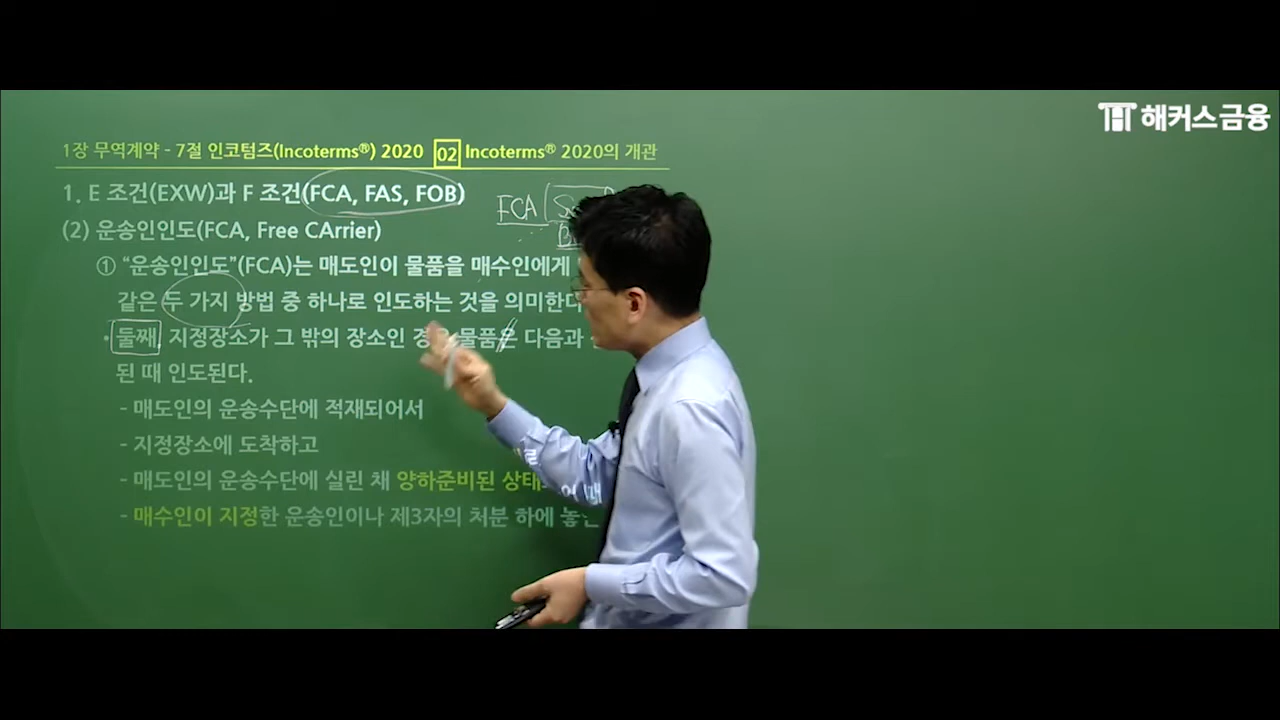 해커스금융
1장 무역계약 - 7절 인코텀즈(Incoterms®) 2020 02 Incoterms® 2020의 개관
1. E 조건(EXW)과 F 조건(FCA, FAS, FOB)
FCA
(2) 운송인인도(FCA, Free CArrier)
① “운송인인도”(FCA)는 매도인이 물품을 매수인에게
같은 두 가지 방법 중 하나로 인도하는 것을 의미한다
• 둘째, 지정장소가 그 밖의 장소인 경우 물품은 다음과
된 때 인도된다.
- 매도인의 운송수단에 적재되어서
- 지정장소에 도착하고
- 매도인의 운송수단에 실린 채 양하준비된 상태
- 매수인이 지정한 운송인이나 제3자의 처분 하에 놓인